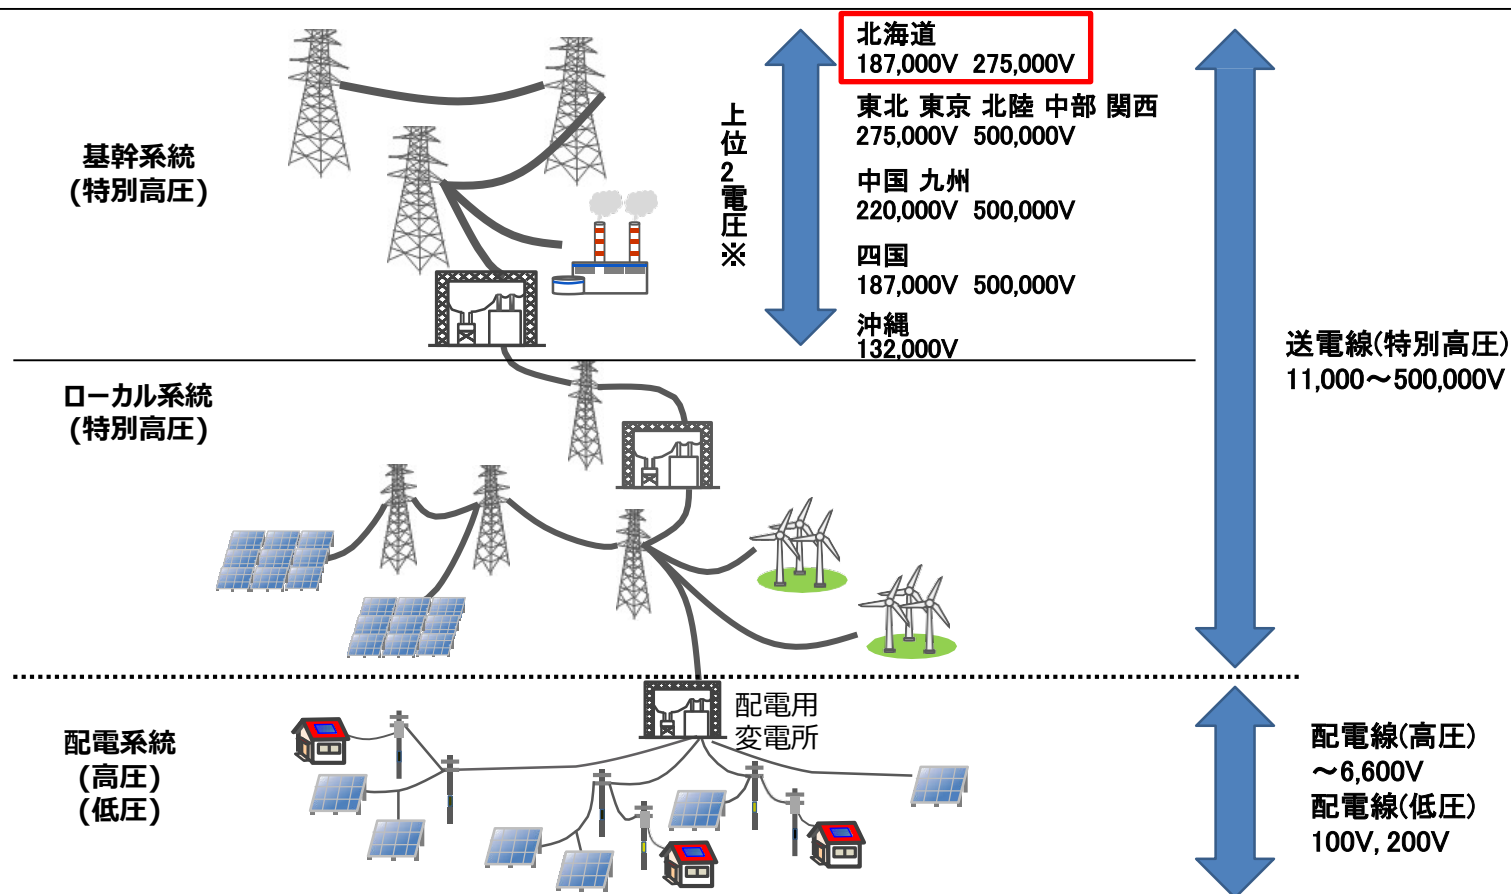 基幹系統
(特別高圧)
上位2電圧※
北海道
187,000V 275,000V
東北 東京 北陸 中部 関西
275,000V 500,000V
中国 九州
220,000V 500,000V
四国
187,000V 500,000V
沖縄
132,000V
送電線(特別高圧)
11,000～500,000V
ローカル系統
(特別高圧)
配電用
変電所
配電系統
(高圧)
(低圧)
配電線(高圧)
～6,600V
配電線(低圧)
100V, 200V